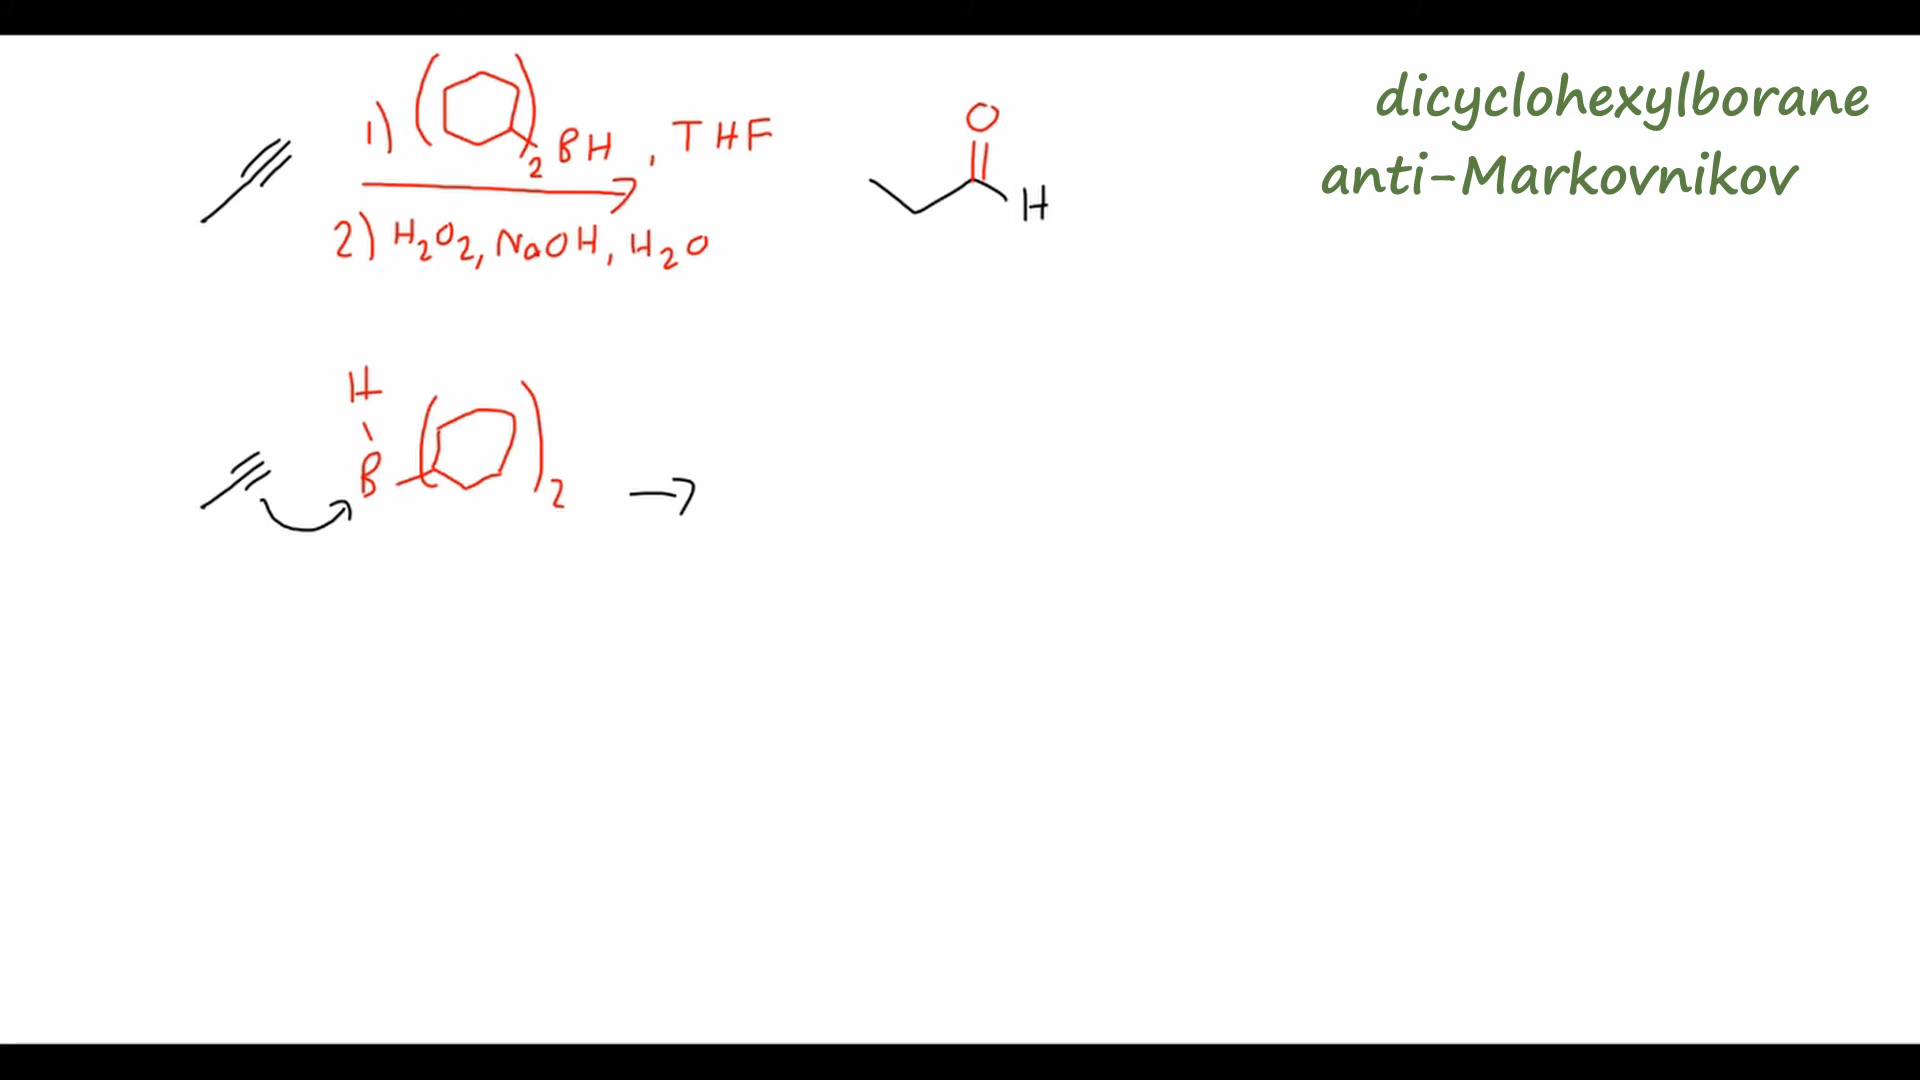 dicyclohexylborane
anti-Markovnikov
1) ( )2 BH, THF
2) H2O2, NaOH, H2O
O
H
H
B ( )2